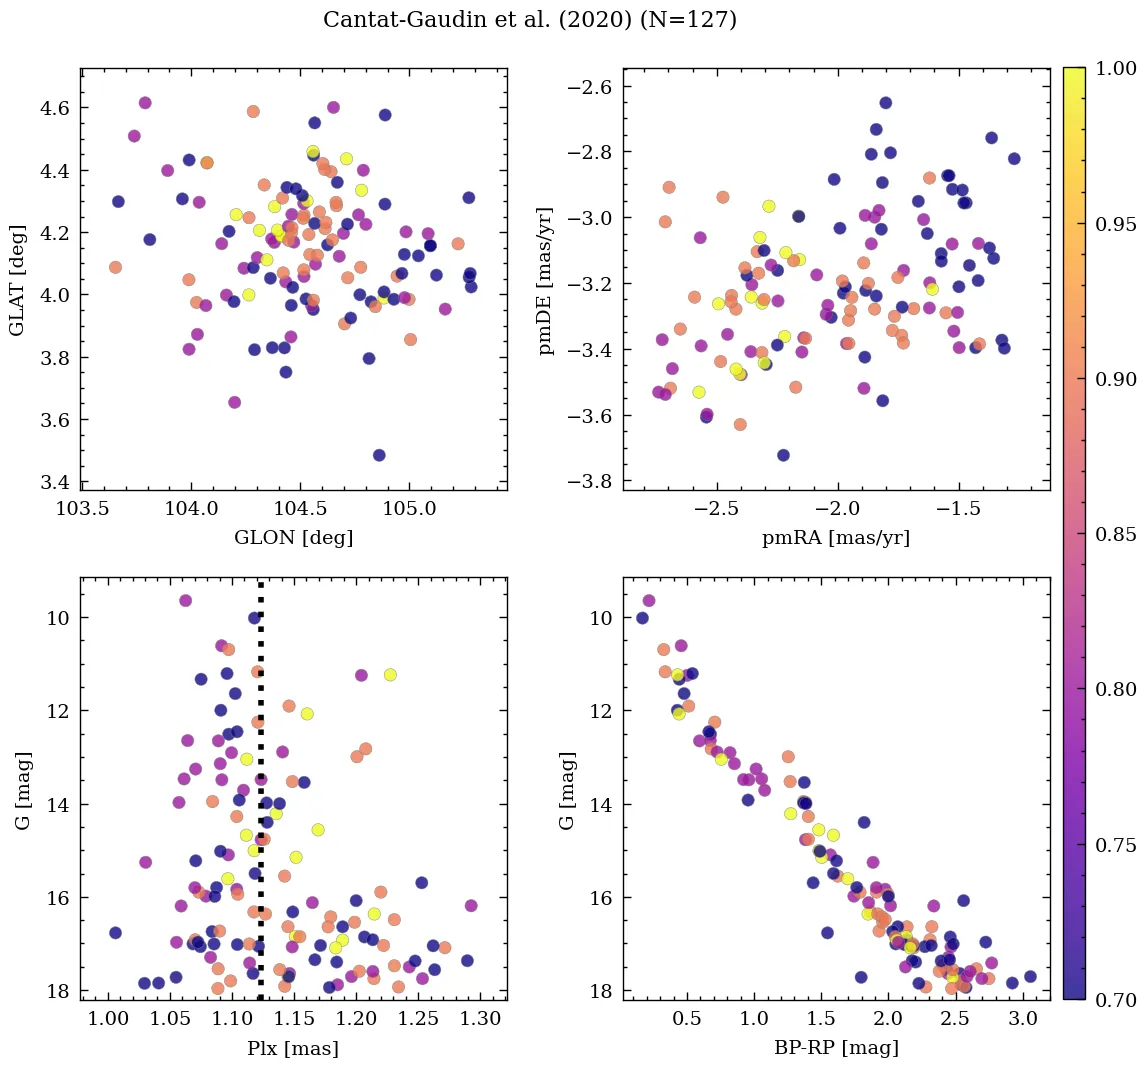 Cantat-Gaudin et al. (2020) (N=127)
4.6
4.4
4.2
4.0
3.8
3.6
3.4
GLAT [deg]
103.5 104.0 104.5 105.0
GLON [deg]
−2.6
−2.8
−3.0
−3.2
−3.4
−3.6
−3.8
pmDE [mas/yr]
−2.5 −2.0 −1.5
pmRA [mas/yr]
1.00
0.95
0.90
0.85
0.80
0.75
0.70
10
12
14
16
18
G [mag]
1.00 1.05 1.10 1.15 1.20 1.25 1.30
Plx [mas]
10
12
14
16
18
G [mag]
0.5 1.0 1.5 2.0 2.5 3.0
BP-RP [mag]